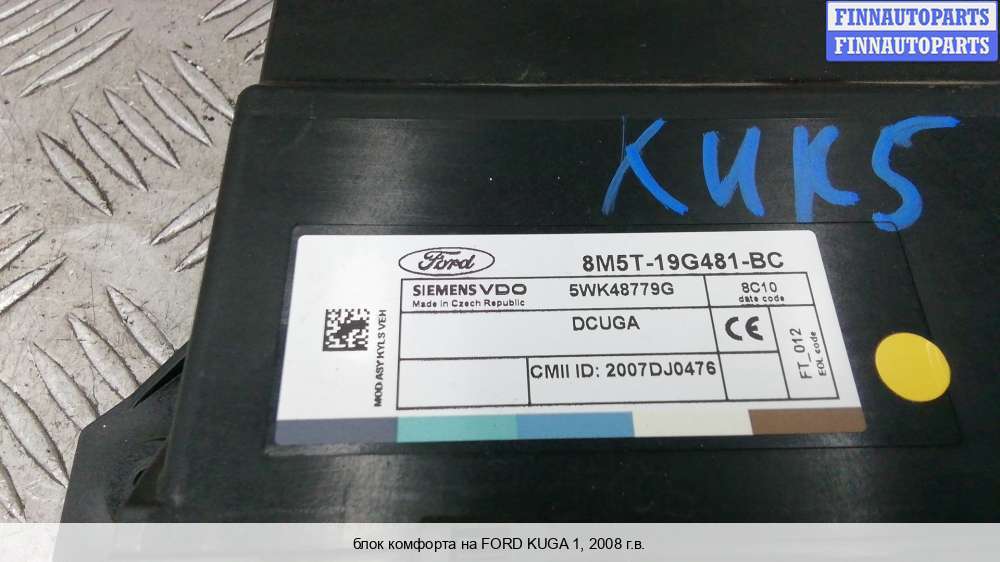 FINNAUTOPARTS
FINNAUTOPARTS
KUK5
Ford
8M5T-19G481-BC
SIEMENS VDO
5WK48779G
8C10
Made in Czech Republic
date code
DCUGA
CE
CMII ID: 2007DJ0476
FT_012
EOL code
MOD ASY KYLS VEH
блок комфорта на FORD KUGA 1, 2008 г.в.